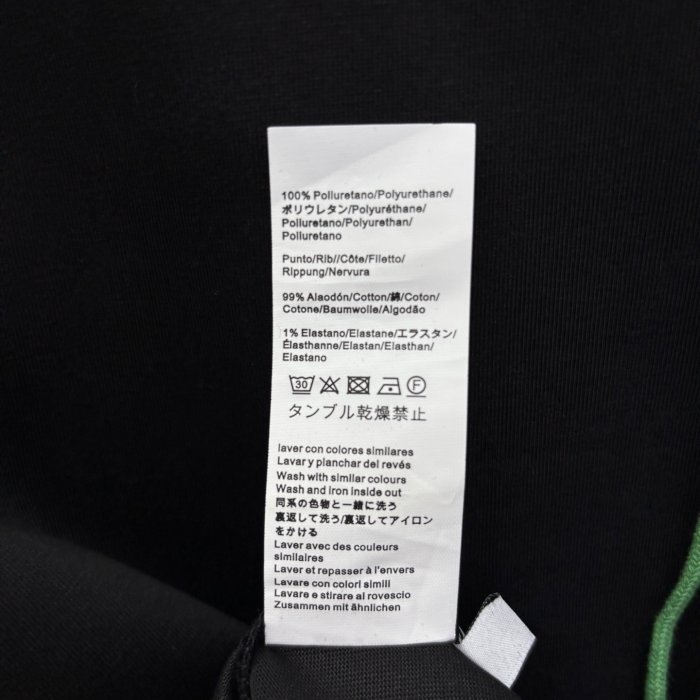 100% Poliuretano/Polyurethane/
ポリウレタン/Polyuréthane/
Poliuretano/Polyurethan/
Poliuretano
Punto/Rib//Côte/Filetto/
Rippung/Nervura
99% Alaodón/Cotton/綿/Coton/
Cotone/Baumwolle/Algodão
1% Elastano/Elastane/エラスタン/
Élasthanne/Elastan/Elasthan/
Elastano
30 F
タンブル乾燥禁止
laver con colores similares
Lavar y planchar del revés
Wash with similar colours
Wash and iron inside out
同系の色物と一緒に洗う
裏返して洗う/裏返してアイロン
をかける
Laver avec des couleurs
similaires
Laver et repasser à l'envers
Lavare con colori simili
Lavare e stirare al rovescio
Zusammen mit ähnlichen